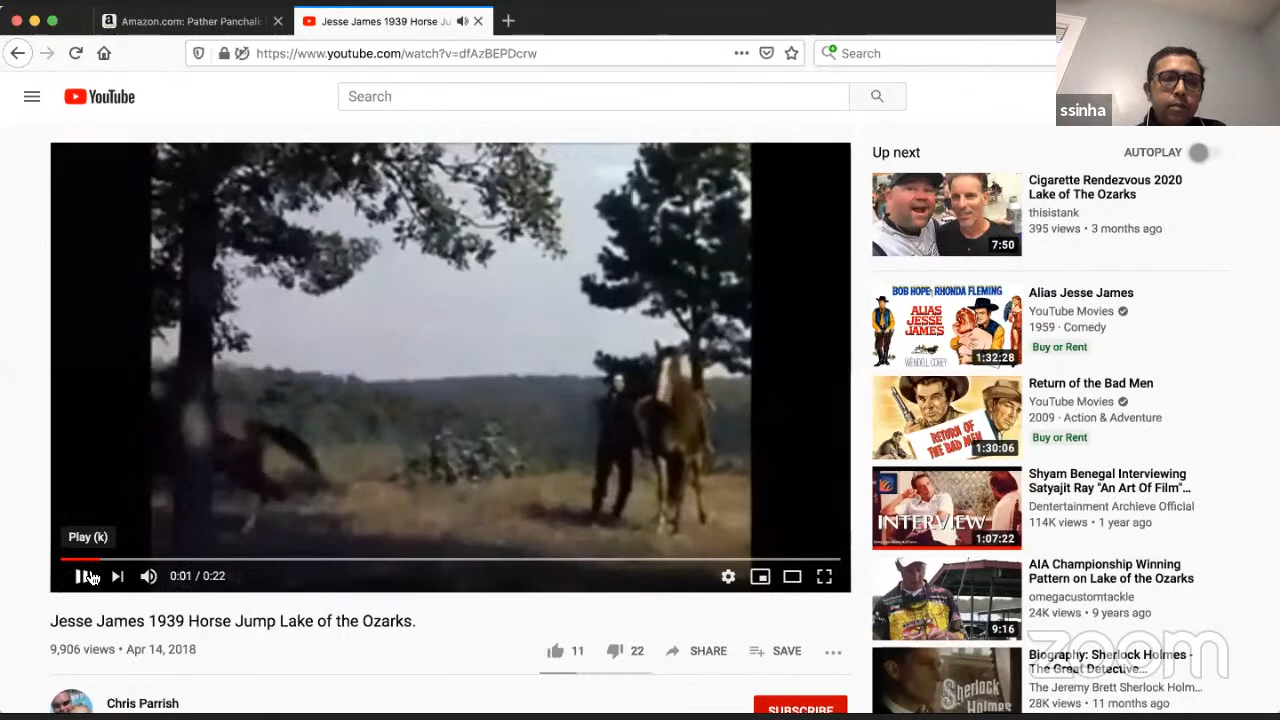 Amazon.com: Pather Panchali:
Jesse James 1939 Horse Ju
https://www.youtube.com/watch?v=dfAzBEPDcrw
Search
ssinha
YouTube
Search
Up next
AUTOPLAY
7:50
Cigarette Rendezvous 2020
Lake of The Ozarks
thisistank
395 views • 3 months ago
BOB HOPE RHONDA FLEMING
ALIAS
JESSE
JAMES
WENDELL COREY
1:32:28
Alias Jesse James
YouTube Movies
1959 · Comedy
Buy or Rent
RETURN OF
THE BAD MEN
1:30:06
Return of the Bad Men
YouTube Movies
2009 · Action & Adventure
Buy or Rent
INTERVIEW
1:07:22
Shyam Benegal Interviewing
Satyajit Ray "An Art Of Film"...
Dentertainment Archieve Official
114K views • 1 year ago
9:16
AIA Championship Winning
Pattern on Lake of the Ozarks
omegacustomtackle
24K views • 9 years ago
Sherlock
Holmes
Biography: Sherlock Holmes -
The Great Detective...
The Jeremy Brett Sherlock Holm...
28K views • 11 months ago
zoom
Play (k)
0:01 / 0:22
Jesse James 1939 Horse Jump Lake of the Ozarks.
9,906 views • Apr 14, 2018
11
22
SHARE
SAVE
Chris Parrish
SUBSCRIBE